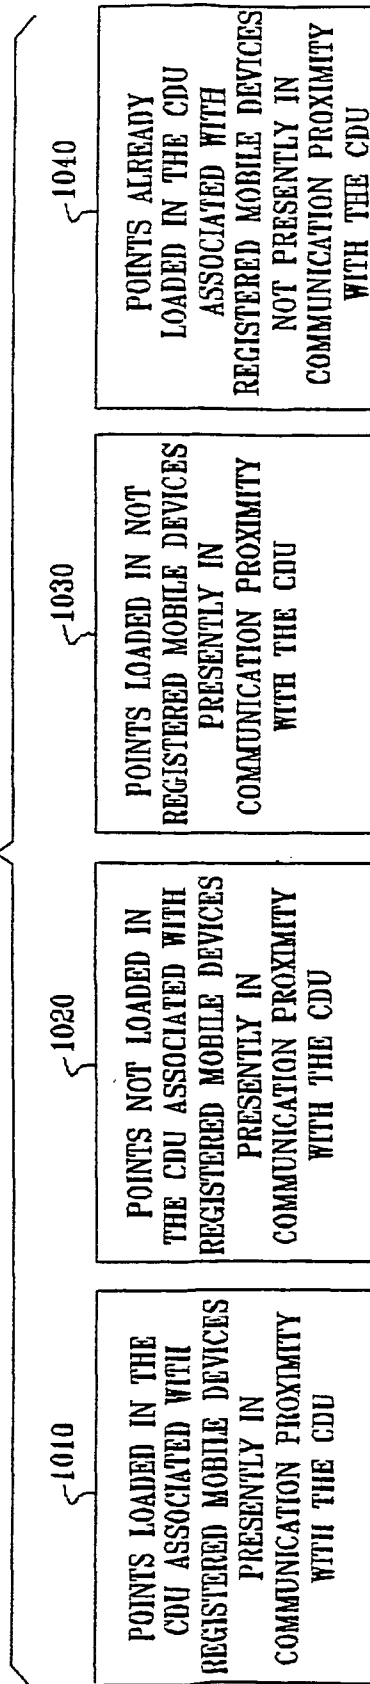 1010
POINTS LOADED IN THE
CDU ASSOCIATED WITH
REGISTERED MOBILE DEVICES
PRESENTLY IN
COMMUNICATION PROXIMITY
WITH THE CDU
1020
POINTS NOT LOADED IN
THE CDU ASSOCIATED WITH
REGISTERED MOBILE DEVICES
PRESENTLY IN
COMMUNICATION PROXIMITY
WITH THE CDU
1030
POINTS LOADED IN NOT
REGISTERED MOBILE DEVICES
PRESENTLY IN
COMMUNICATION PROXIMITY
WITH THE CDU
1040
POINTS ALREADY
LOADED IN THE CDU
ASSOCIATED WITH
REGISTERED MOBILE DEVICES
NOT PRESENTLY IN
COMMUNICATION PROXIMITY
WITH THE CDU